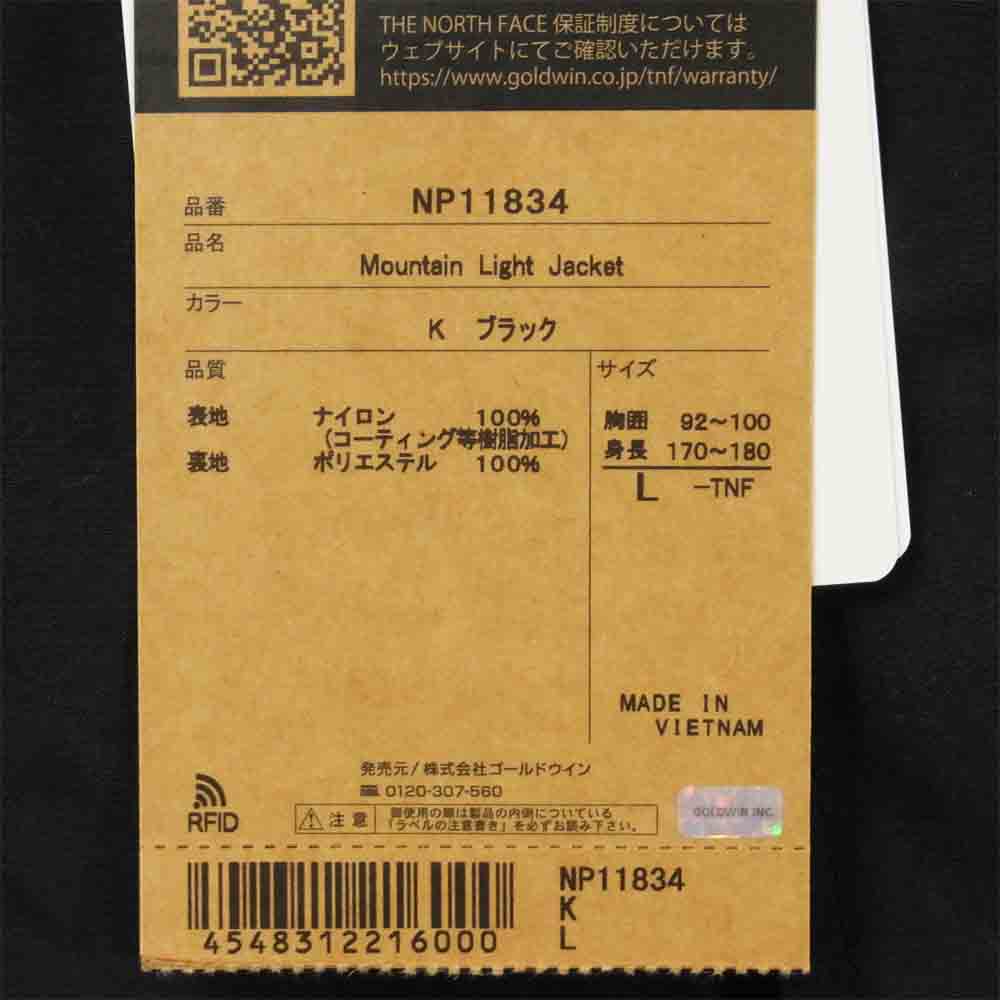 THE NORTH FACE 保証制度については
ウェブサイトにてご確認いただけます。
https://www.goldwin.co.jp/tnf/warranty/
品番 NP11834
品名
Mountain Light Jacket
カラー
K ブラック
品質
表地 ナイロン 100%
(コーティング等樹脂加工)
裏地 ポリエステル 100%
サイズ
胸囲 92~100
身長 170~180
L -TNF
MADE IN
VIETNAM
発売元/株式会社ゴールドウイン
0120-307-560
RFID
注意
御使用の際は製品の内側についている
「ラベルの注意書き」を必ずお読み下さい。
GOLDWIN INC.
4548312216000
NP11834
K
L